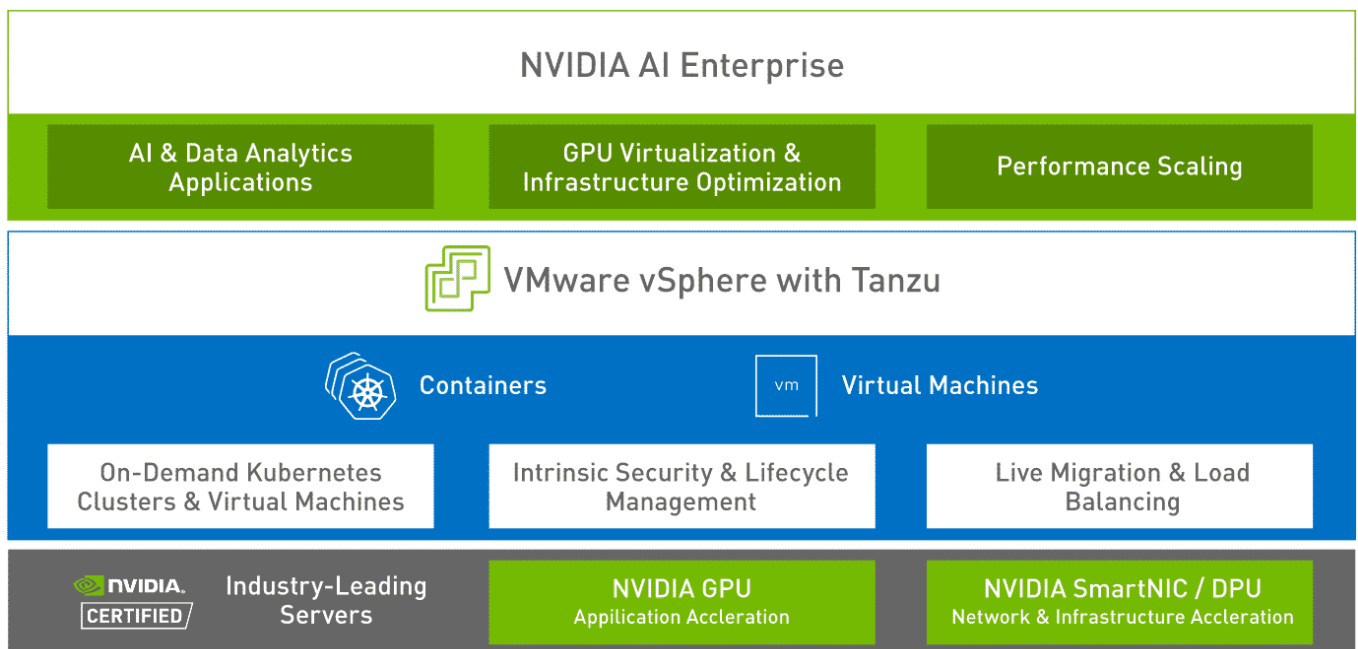 NVIDIA AI Enterprise
AI & Data Analytics
Applications
GPU Virtualization &
Infrastructure Optimization
Performance Scaling
VMware vSphere with Tanzu
Containers
vm
Virtual Machines
On-Demand Kubernetes
Clusters & Virtual Machines
Intrinsic Security & Lifecycle
Management
Live Migration & Load
Balancing
NVIDIA.
CERTIFIED
Industry-Leading
Servers
NVIDIA GPU
Appilication Accleration
NVIDIA SmartNIC / DPU
Network & Infrastructure Accleration